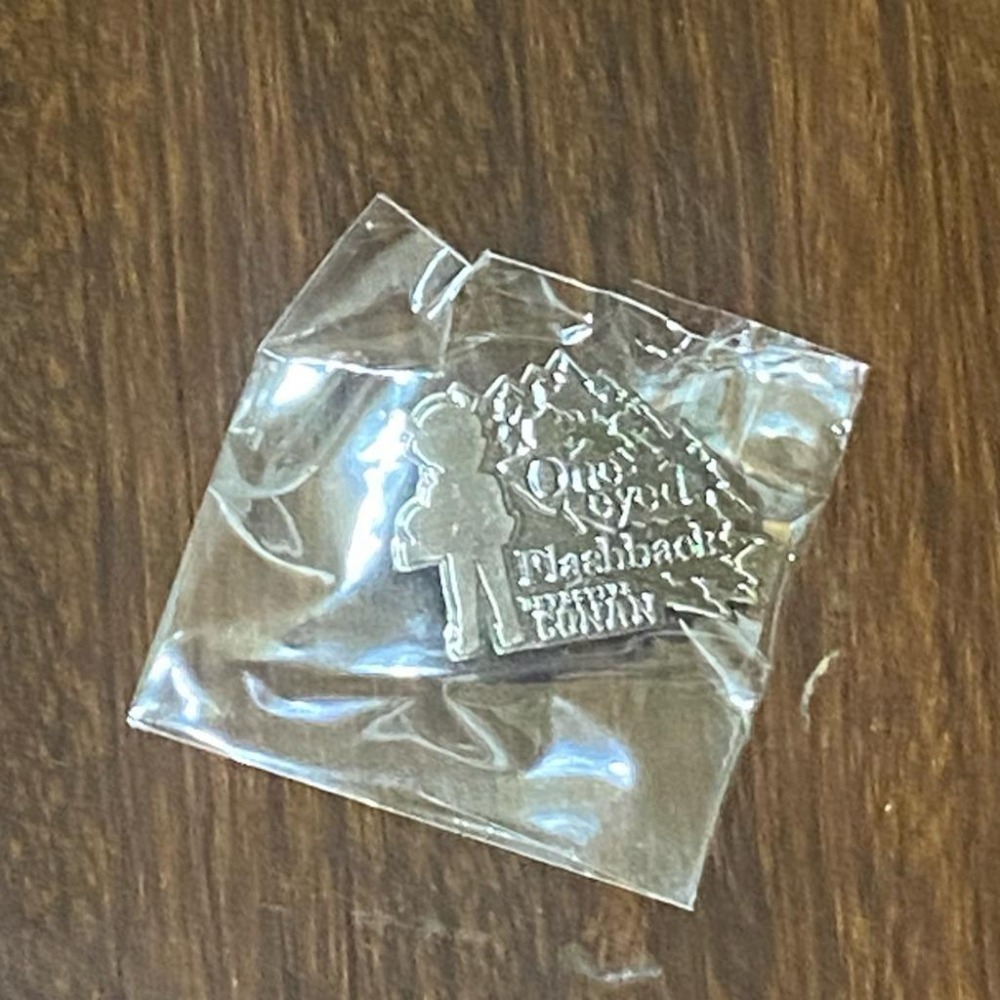 One-
eyed
Flashback
CONAN